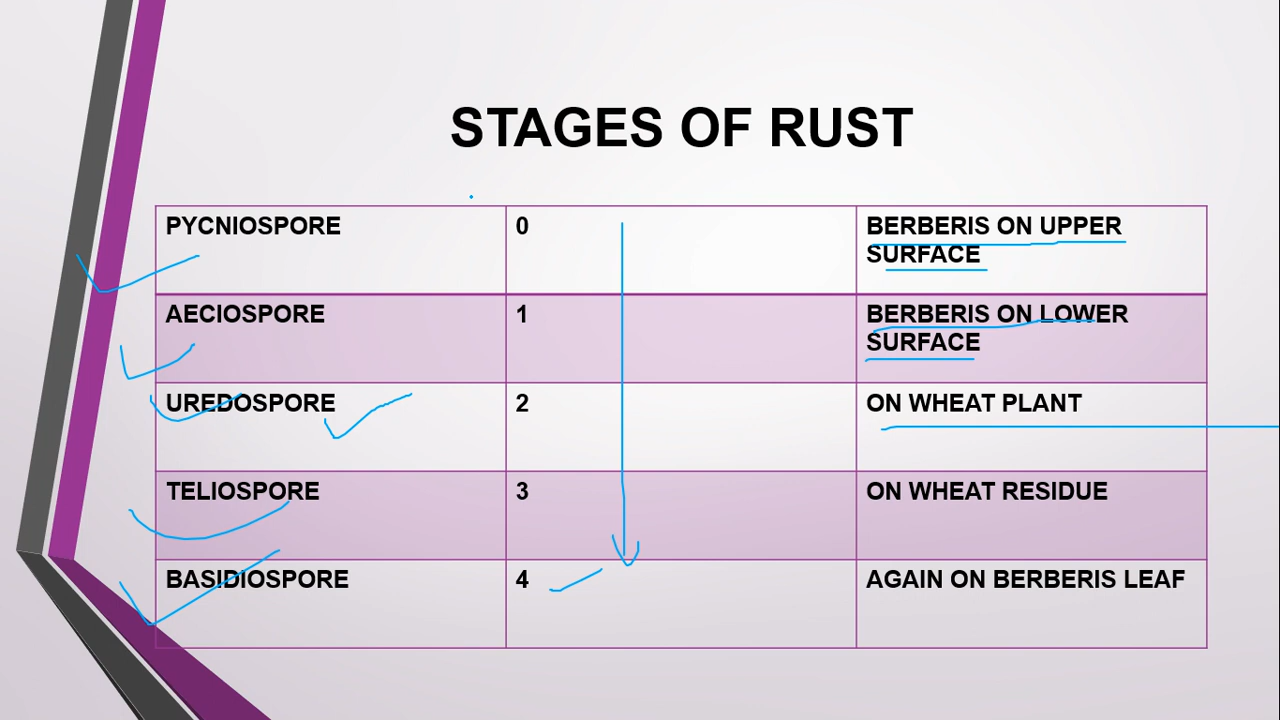 STAGES OF RUST
PYCNIOSPORE 0 BERBERIS ON UPPER
SURFACE
AECIOSPORE 1 BERBERIS ON LOWER
SURFACE
UREDOSPORE 2 ON WHEAT PLANT
TELIOSPORE 3 ON WHEAT RESIDUE
BASIDIOSPORE 4 AGAIN ON BERBERIS LEAF